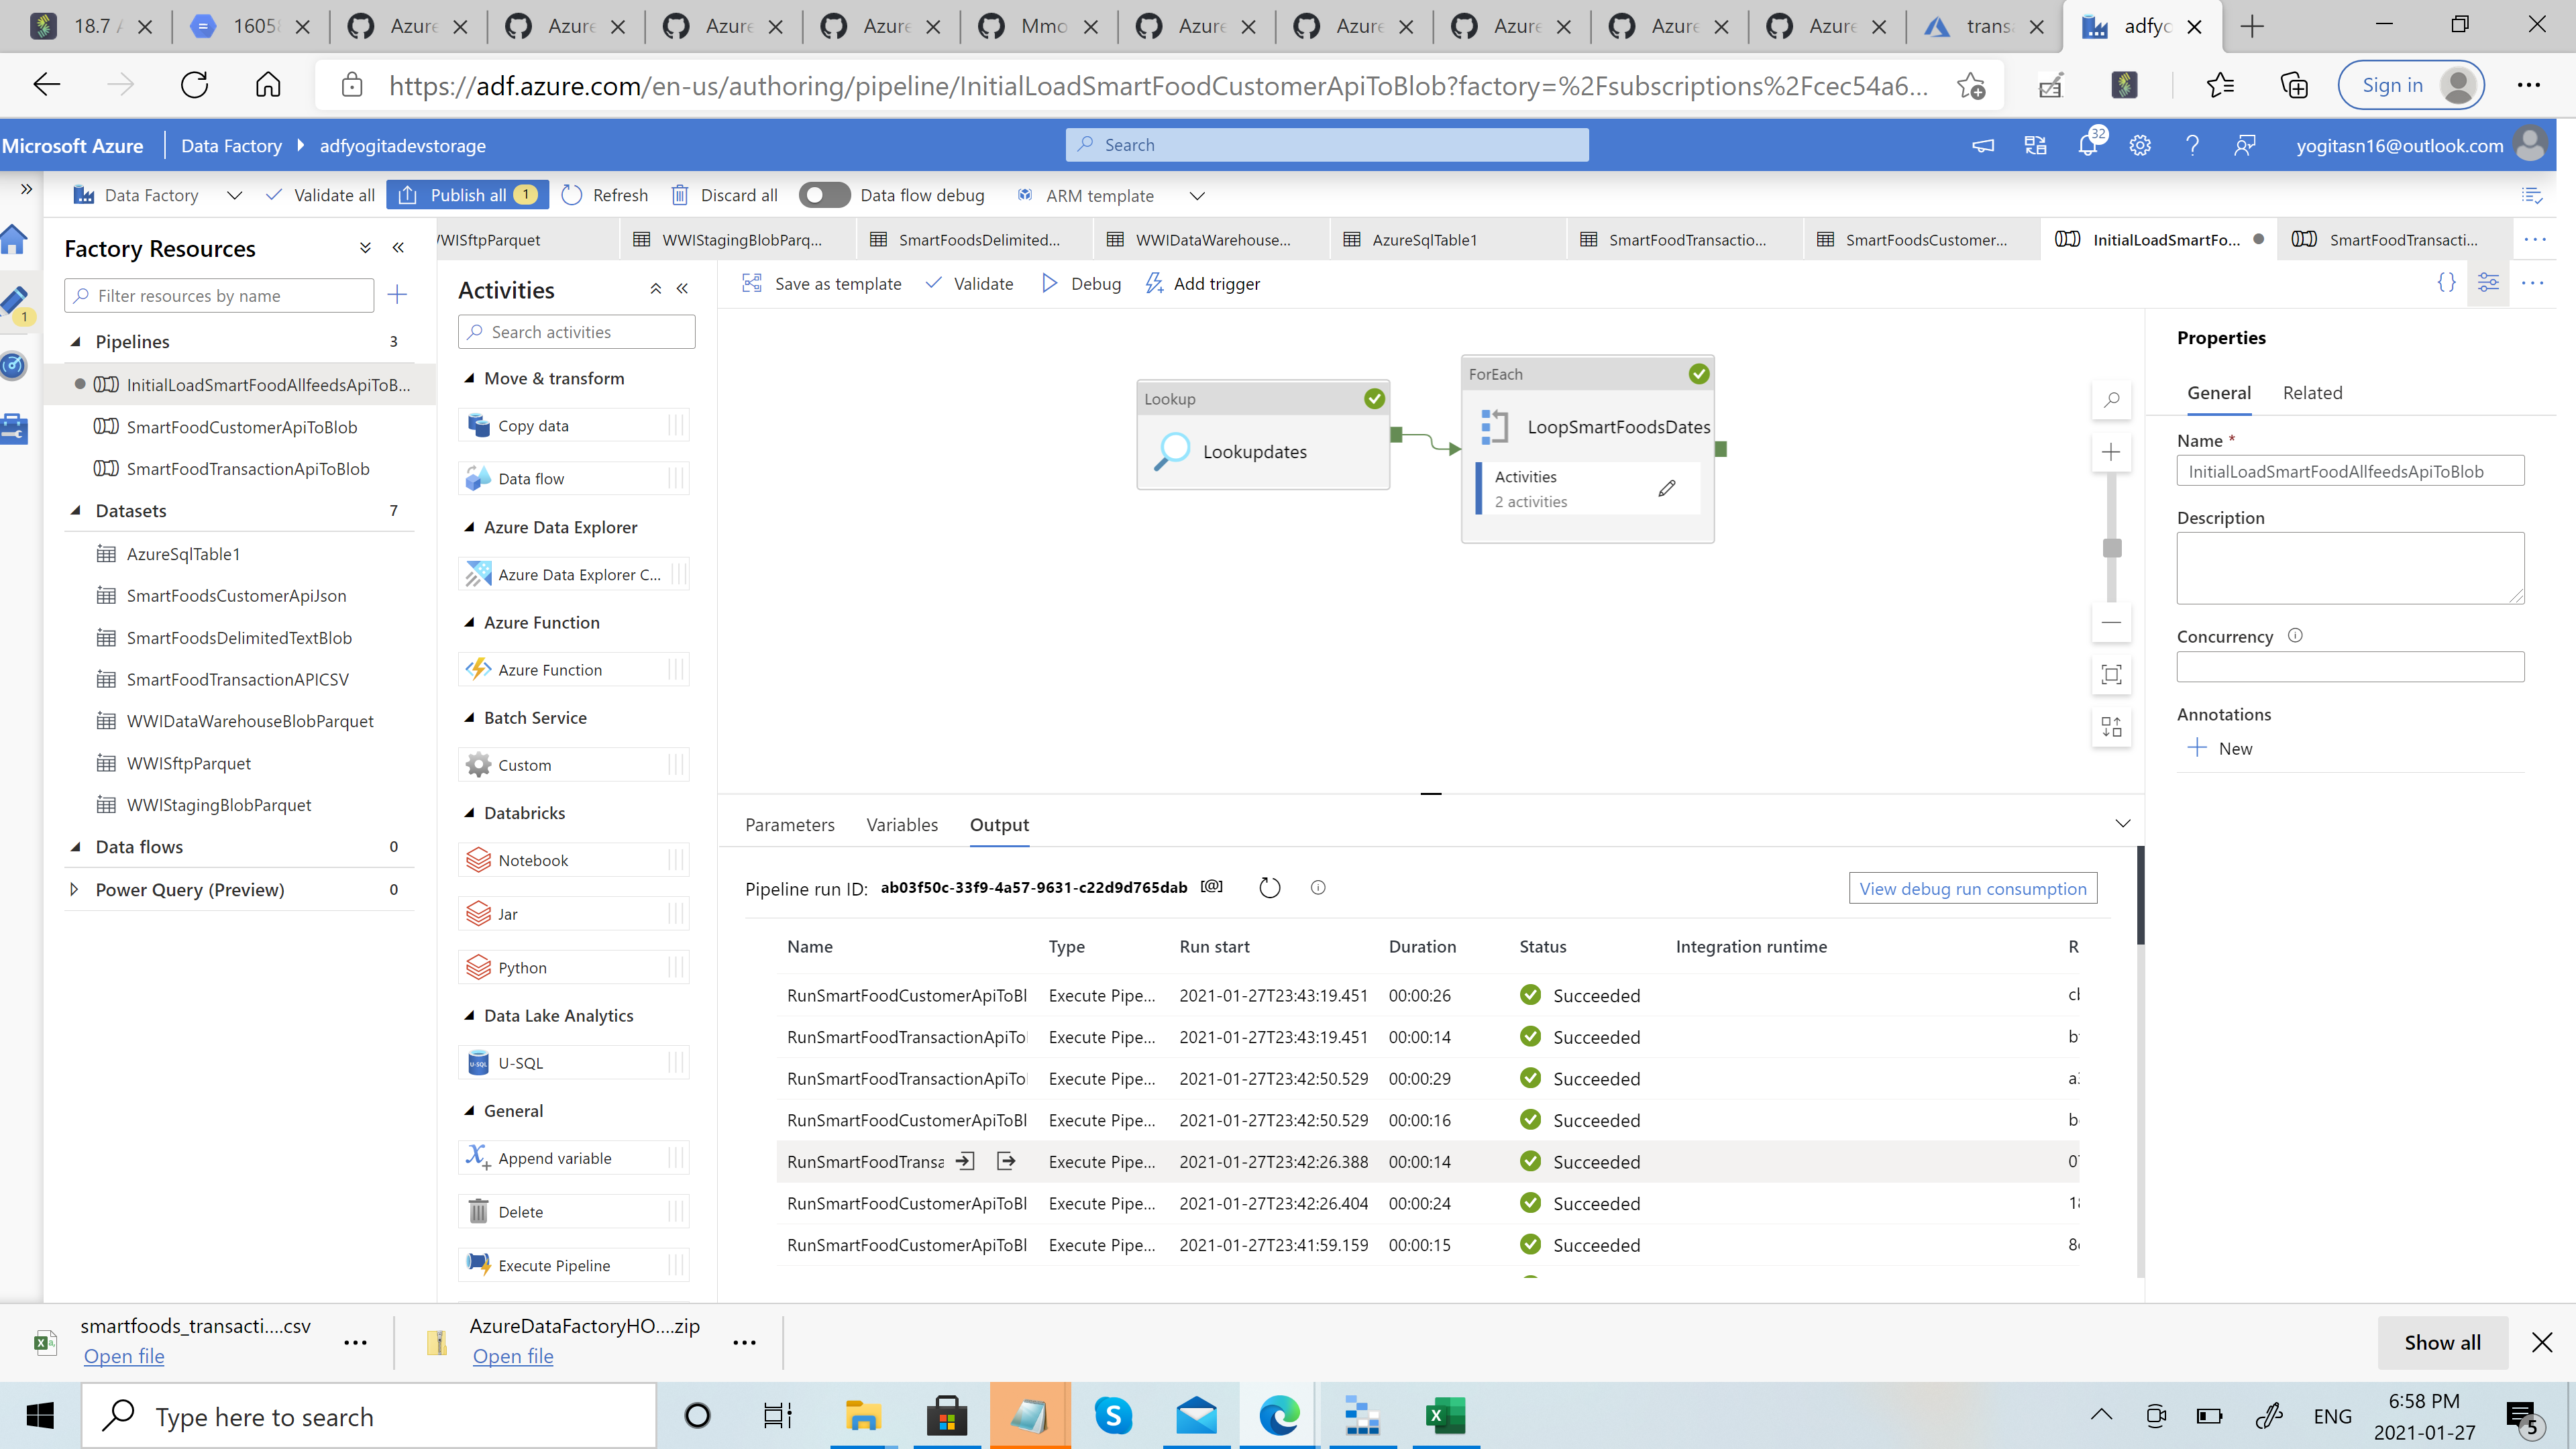 18.7 A
1605
Azure
Azure
Azure
Azure
Mmo
Azure
Azure
Azure
Azure
Azure
trans
adfyo
https://adf.azure.com/en-us/authoring/pipeline/InitialLoadSmartFoodCustomerApiToBlob?factory=%2Fsubscriptions%2Fcec54a6...
Sign in
Microsoft Azure
Data Factory
adfyogitadevstorage
Search
32
yogitasn16@outlook.com
Data Factory
Validate all
Publish all 1
Refresh
Discard all
Data flow debug
ARM template
WWISftpParquet
WWIStagingBlobParq...
SmartFoodsDelimited...
WWIDataWarehouse...
AzureSqlTable1
SmartFoodTransactio...
SmartFoodsCustomer...
InitialLoadSmartFo...
SmartFoodTransacti...
1
Factory Resources
Filter resources by name
Pipelines 3
InitialLoadSmartFoodAllfeedsApiToB...
SmartFoodCustomerApiToBlob
SmartFoodTransactionApiToBlob
Datasets 7
AzureSqlTable1
SmartFoodsCustomerApiJson
SmartFoodsDelimitedTextBlob
SmartFoodTransactionAPICSV
WWIDataWarehouseBlobParquet
WWISftpParquet
WWIStagingBlobParquet
Data flows 0
Power Query (Preview) 0
Activities
Search activities
Move & transform
Copy data
Data flow
Azure Data Explorer
Azure Data Explorer C...
Azure Function
Azure Function
Batch Service
Custom
Databricks
Notebook
Jar
Python
Data Lake Analytics
U-SQL
General
Append variable
Delete
Execute Pipeline
Save as template
Validate
Debug
Add trigger
Lookup
Lookupdates
ForEach
LoopSmartFoodsDates
Activities
2 activities
Parameters
Variables
Output
Pipeline run ID: ab03f50c-33f9-4a57-9631-c22d9d765dab
View debug run consumption
Name Type Run start Duration Status Integration runtime R
RunSmartFoodCustomerApiToBl Execute Pipe... 2021-01-27T23:43:19.451 00:00:26 Succeeded
RunSmartFoodTransactionApiTo Execute Pipe... 2021-01-27T23:43:19.451 00:00:14 Succeeded
RunSmartFoodTransactionApiTo Execute Pipe... 2021-01-27T23:42:50.529 00:00:29 Succeeded
RunSmartFoodCustomerApiToBl Execute Pipe... 2021-01-27T23:42:50.529 00:00:16 Succeeded
RunSmartFoodTransa Execute Pipe... 2021-01-27T23:42:26.388 00:00:14 Succeeded
RunSmartFoodCustomerApiToBl Execute Pipe... 2021-01-27T23:42:26.404 00:00:24 Succeeded
RunSmartFoodCustomerApiToBl Execute Pipe... 2021-01-27T23:41:59.159 00:00:15 Succeeded
Properties
General
Related
Name *
InitialLoadSmartFoodAllfeedsApiToBlob
Description
Concurrency
Annotations
New
smartfoods_transacti....csv
Open file
AzureDataFactoryHO....zip
Open file
Show all
Type here to search
ENG
6:58 PM
2021-01-27
5